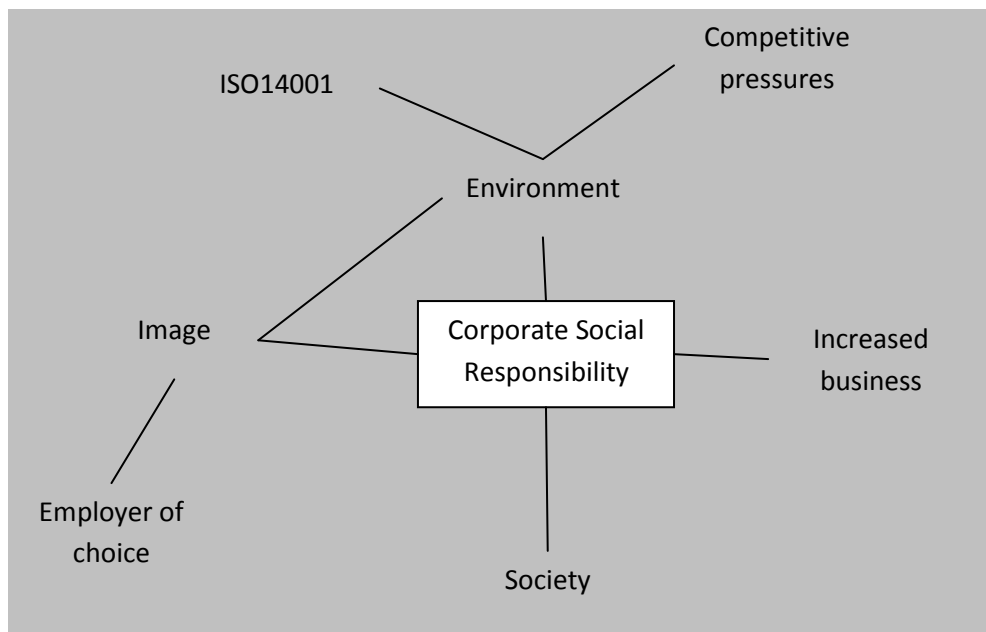 Competitive
pressures
ISO14001
Environment
Image
Corporate Social
Responsibility
Increased
business
Employer of
choice
Society